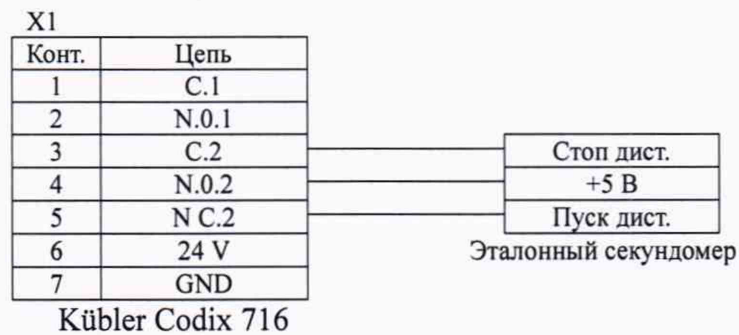 X1
Конт. Цепь
1 C.1
2 N.0.1
3 C.2 Стоп дист.
4 N.0.2 +5 В
5 N C.2 Пуск дист.
6 24 V Эталонный секундомер
7 GND
Kübler Codix 716